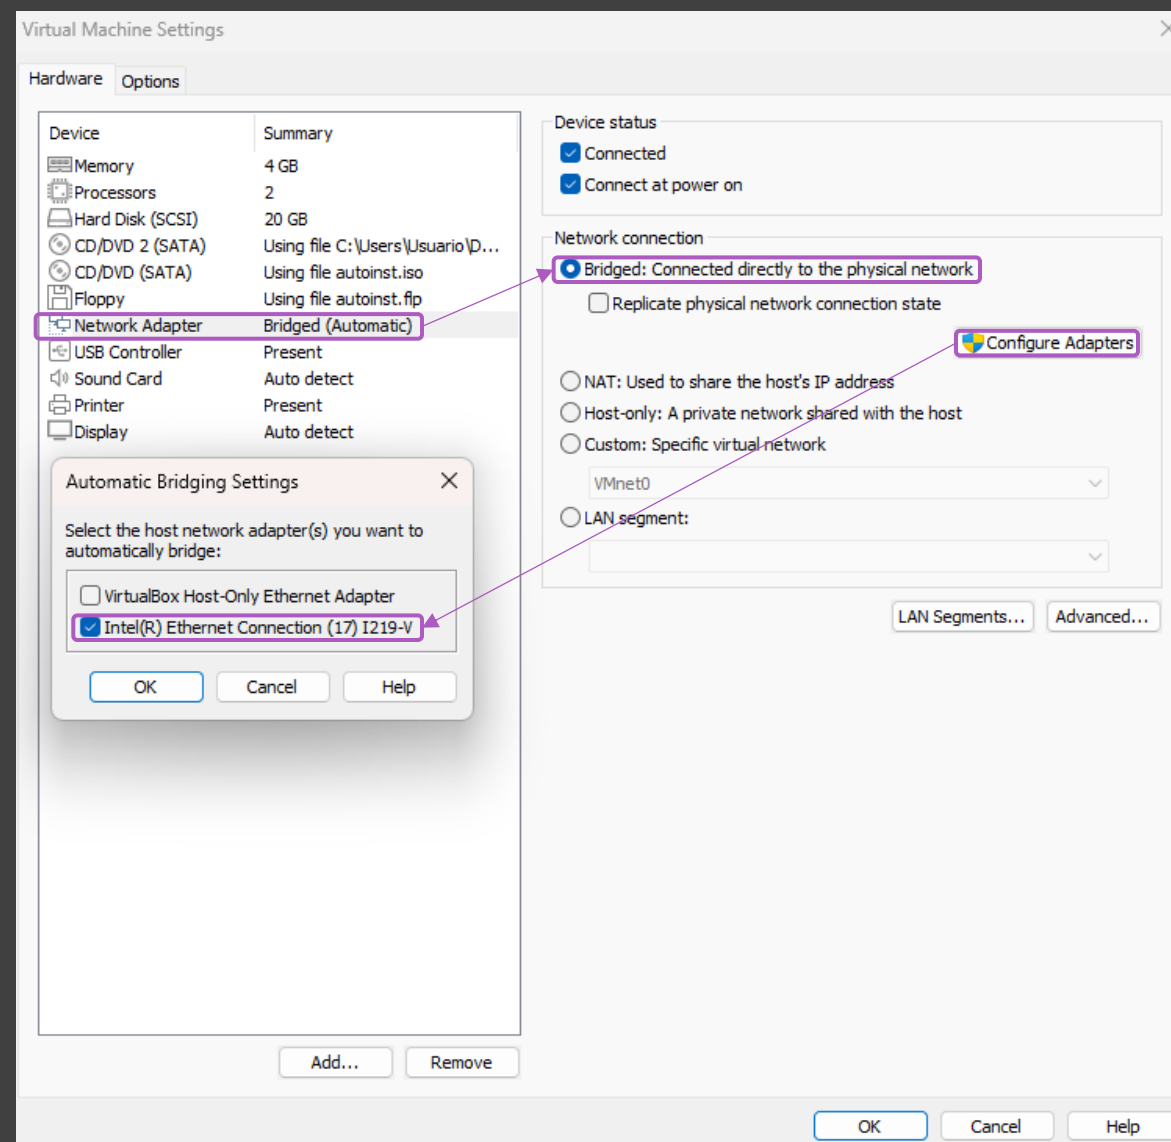 Virtual Machine Settings
Hardware
Options
Device Summary
Memory 4 GB
Processors 2
Hard Disk (SCSI) 20 GB
CD/DVD 2 (SATA) Using file C:\Users\Usuario\D...
CD/DVD (SATA) Using file autoinst.iso
Floppy Using file autoinst.flp
Network Adapter Bridged (Automatic)
USB Controller Present
Sound Card Auto detect
Printer Present
Display Auto detect
Automatic Bridging Settings
Select the host network adapter(s) you want to
automatically bridge:
VirtualBox Host-Only Ethernet Adapter
Intel(R) Ethernet Connection (17) I219-V
OK Cancel Help
Add... Remove
Device status
Connected
Connect at power on
Network connection
Bridged: Connected directly to the physical network
Replicate physical network connection state
Configure Adapters
NAT: Used to share the host's IP address
Host-only: A private network shared with the host
Custom: Specific virtual network
VMnet0
LAN segment:
LAN Segments... Advanced...
OK Cancel Help